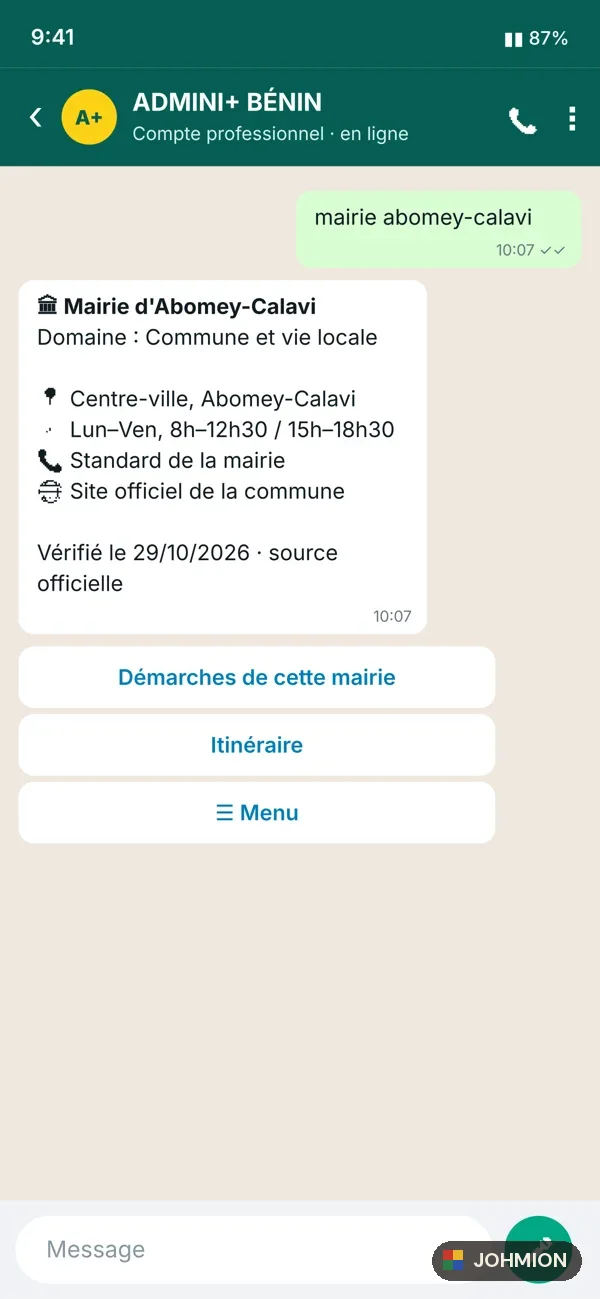 9:41
87%
A+
ADMINI+ BÉNIN
Compte professionnel · en ligne
mairie abomey-calavi
10:07
Mairie d'Abomey-Calavi
Domaine : Commune et vie locale
Centre-ville, Abomey-Calavi
Lun–Ven, 8h–12h30 / 15h–18h30
Standard de la mairie
Site officiel de la commune
Vérifié le 29/10/2026 · source
officielle
10:07
Démarches de cette mairie
Itinéraire
☰ Menu
Message
JOHMION